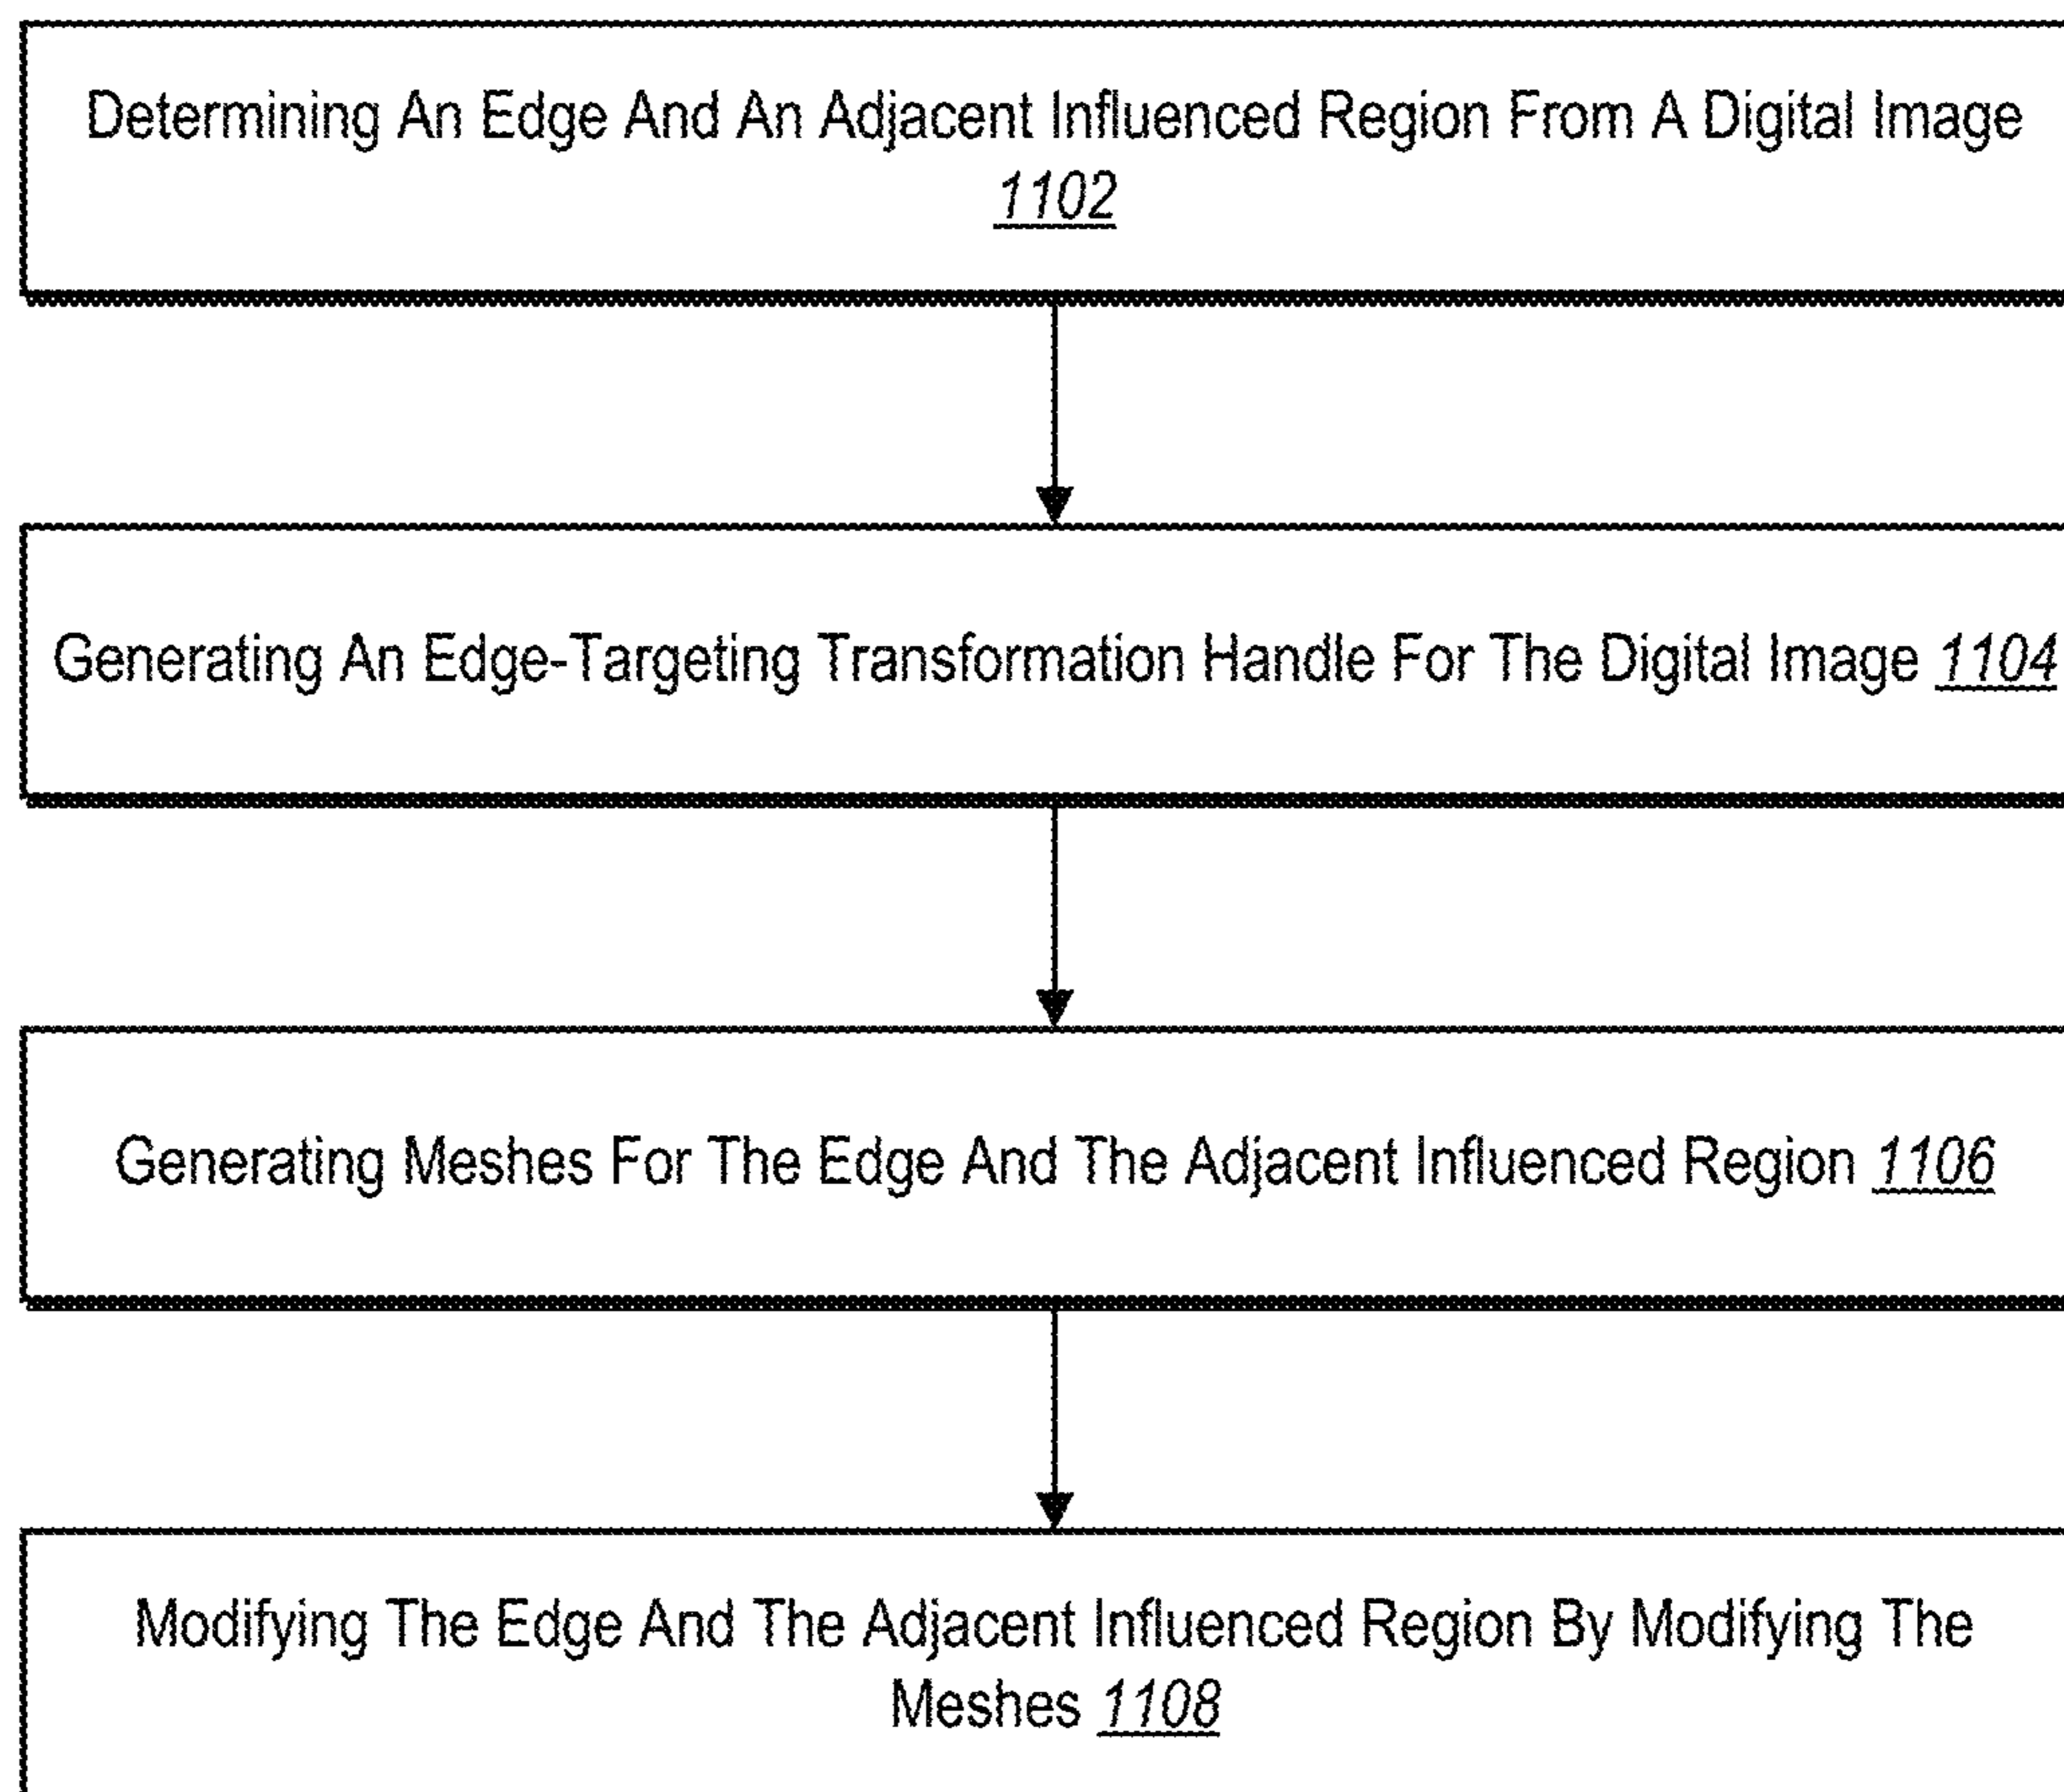 Determining An Edge And An Adjacent Influenced Region From A Digital Image
1102
Generating An Edge-Targeting Transformation Handle For The Digital Image 1104
Generating Meshes For The Edge And The Adjacent Influenced Region 1106
Modifying The Edge And The Adjacent Influenced Region By Modifying The
Meshes 1108